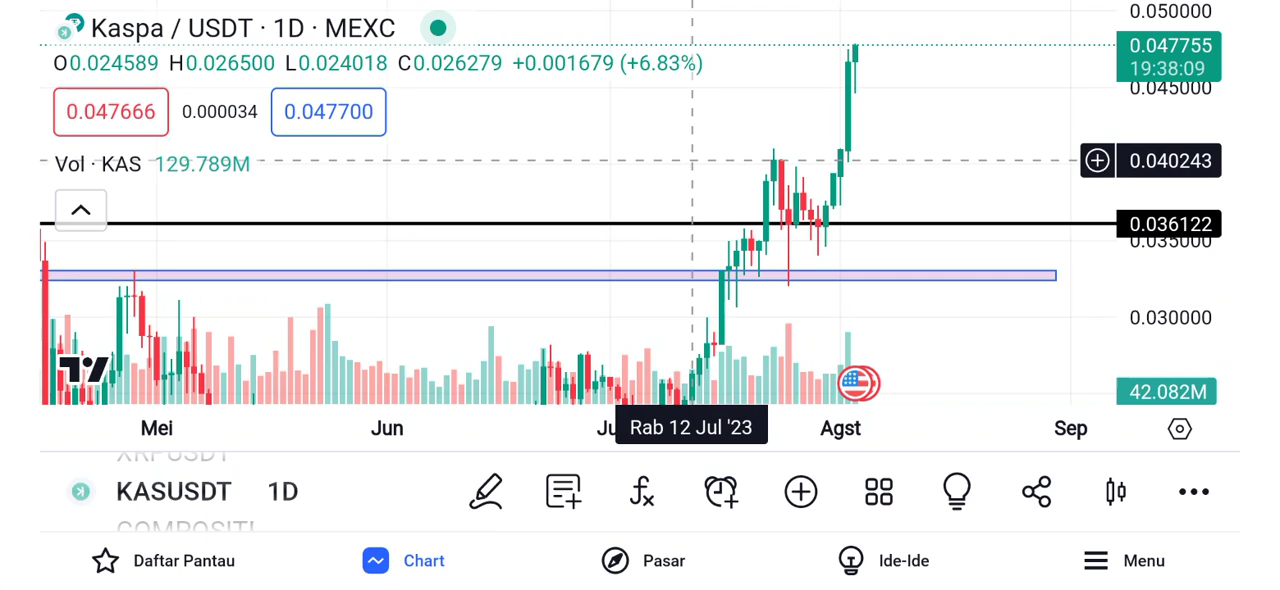 Kaspa / USDT · 1D · MEXC
O0.024589 H0.026500 L0.024018 C0.026279 +0.001679 (+6.83%)
0.047666 0.000034 0.047700
Vol · KAS 129.789M
0.050000
0.047755
19:38:09
0.045000
0.040243
0.036122
0.035000
0.030000
42.082M
Mei Jun Rab 12 Jul '23 Agst Sep
XRPUSDT
KASUSDT 1D
Daftar Pantau Chart Pasar Ide-Ide Menu